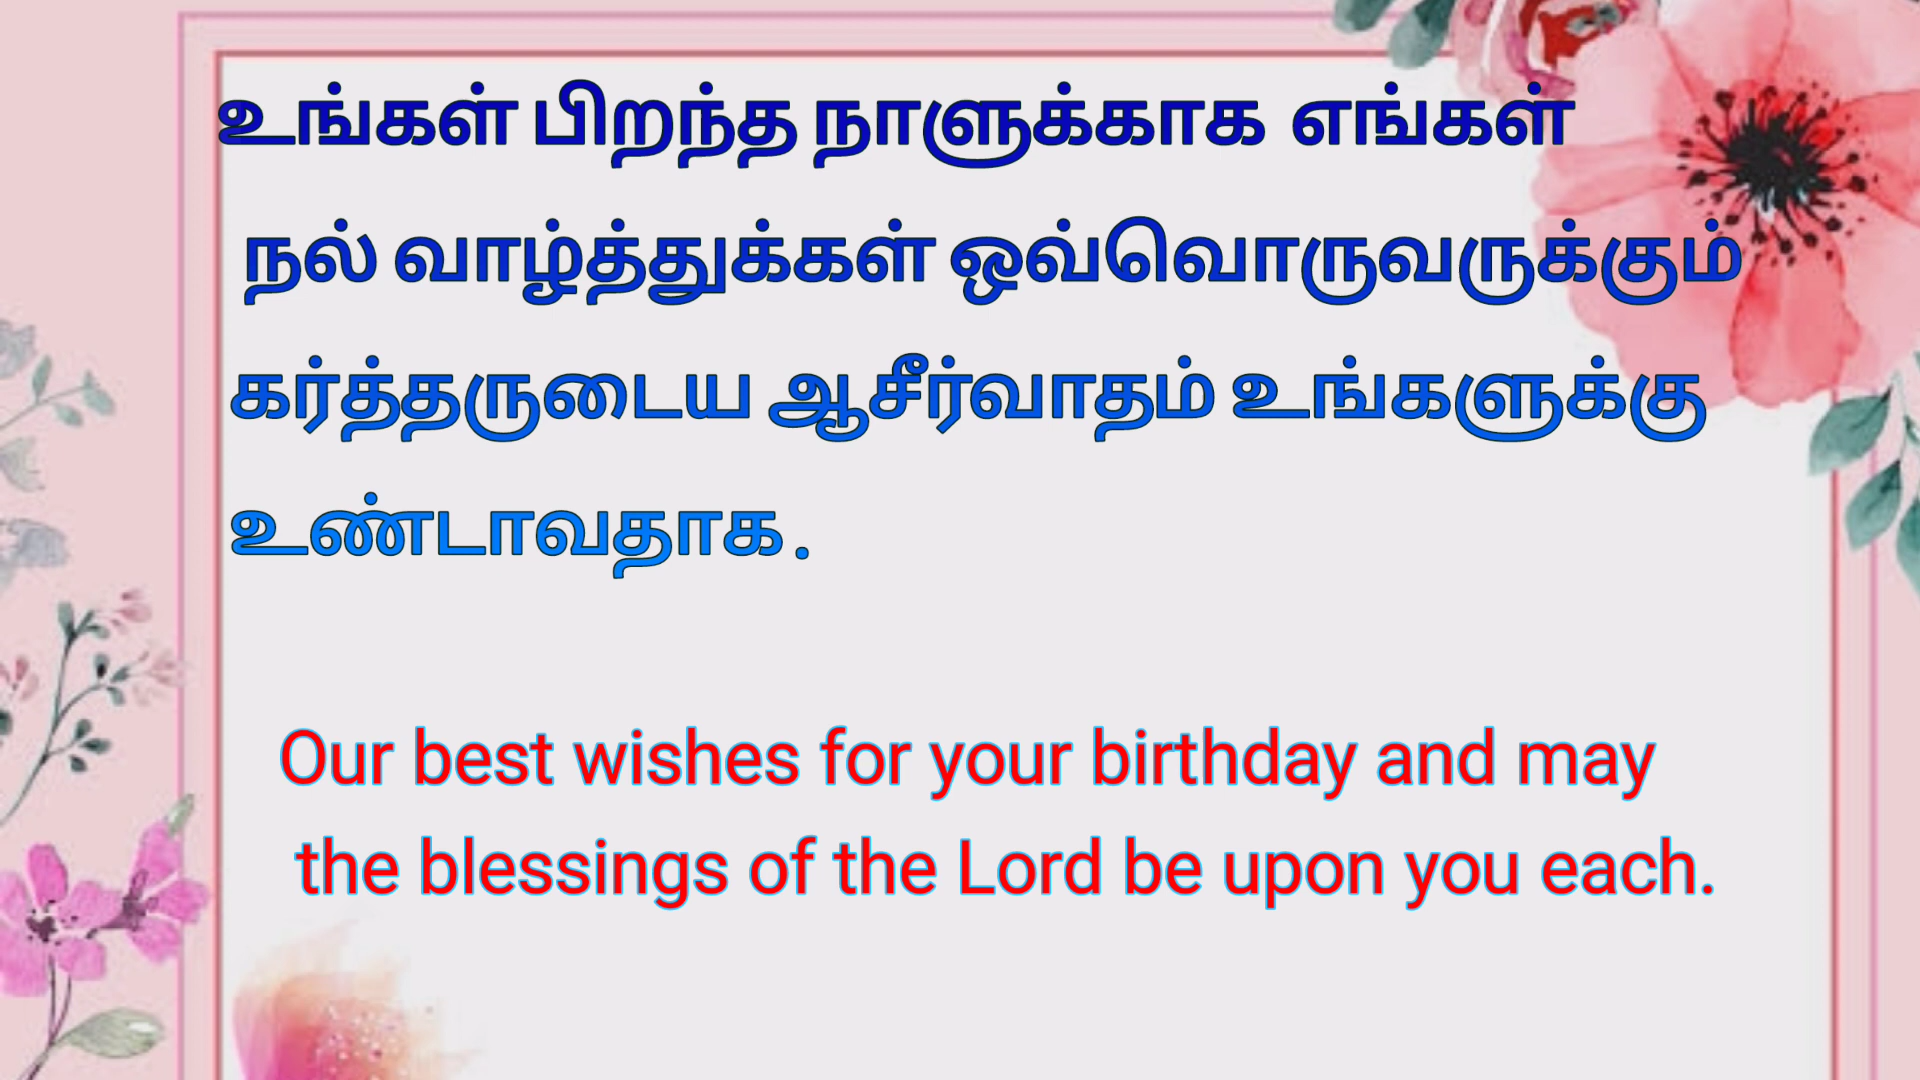 உங்கள் பிறந்த நாளுக்காக எங்கள்
நல் வாழ்த்துக்கள் ஒவ்வொருவருக்கும்
கர்த்தருடைய ஆசீர்வாதம் உங்களுக்கு
உண்டாவதாக.
Our best wishes for your birthday and may
the blessings of the Lord be upon you each.